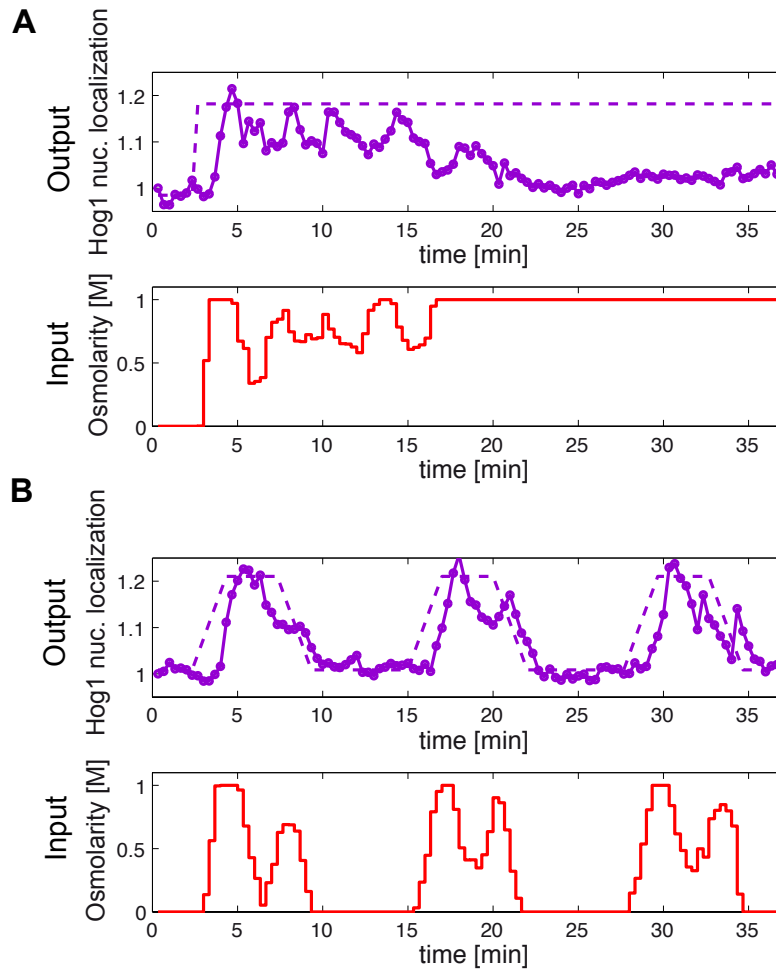 A
Output
Hog1 nuc. localization
1.2
1.1
1
0 5 10 15 20 25 30 35
time [min]
Input
Osmolarity [M]
1
0.5
0
0 5 10 15 20 25 30 35
time [min]
B
Output
Hog1 nuc. localization
1.2
1.1
1
0 5 10 15 20 25 30 35
time [min]
Input
Osmolarity [M]
1
0.5
0
0 5 10 15 20 25 30 35
time [min]